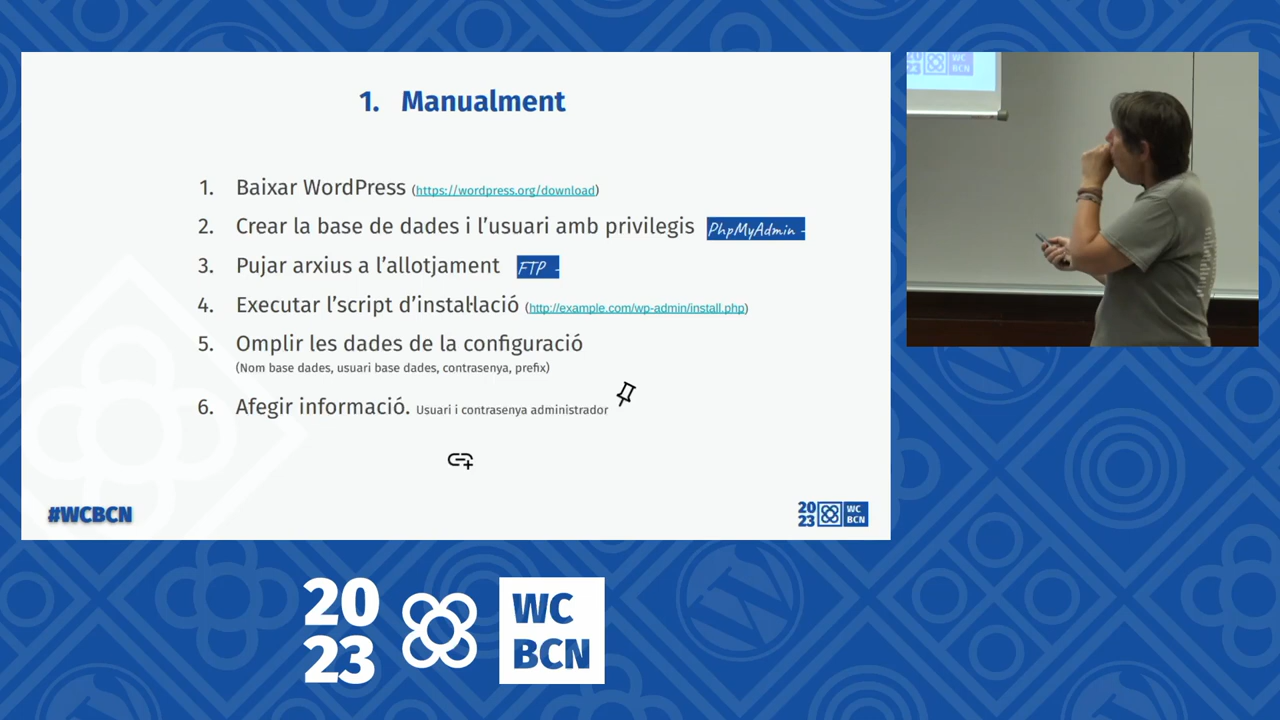 1. Manualment
1. Baixar WordPress (https://wordpress.org/download)
2. Crear la base de dades i l’usuari amb privilegis PhpMyAdmin -
3. Pujar arxius a l’allotjament FTP -
4. Executar l’script d’instal·lació (http://example.com/wp-admin/install.php)
5. Omplir les dades de la configuració
(Nom base dades, usuari base dades, contrasenya, prefix)
6. Afegir informació. Usuari i contrasenya administrador
#WCBCN
20 WC
23 BCN
WC
BCN
20 WC
23 BCN